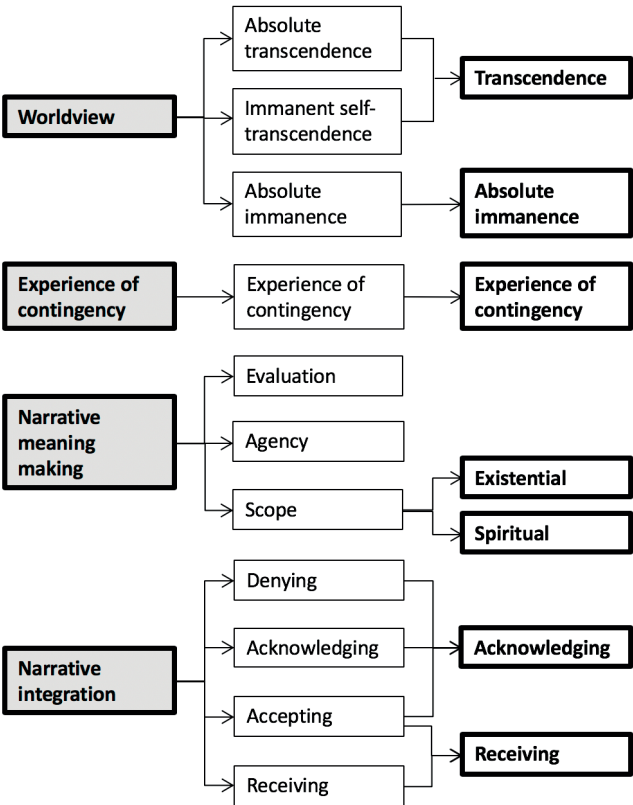 Absolute
transcendence
Transcendence
Worldview
Immanent self-
transcendence
Absolute
immanence
Absolute
immanence
Experience of
contingency
Experience of
contingency
Experience of
contingency
Evaluation
Narrative
meaning
making
Agency
Existential
Scope
Spiritual
Denying
Acknowledging
Acknowledging
Narrative
integration
Accepting
Receiving
Receiving